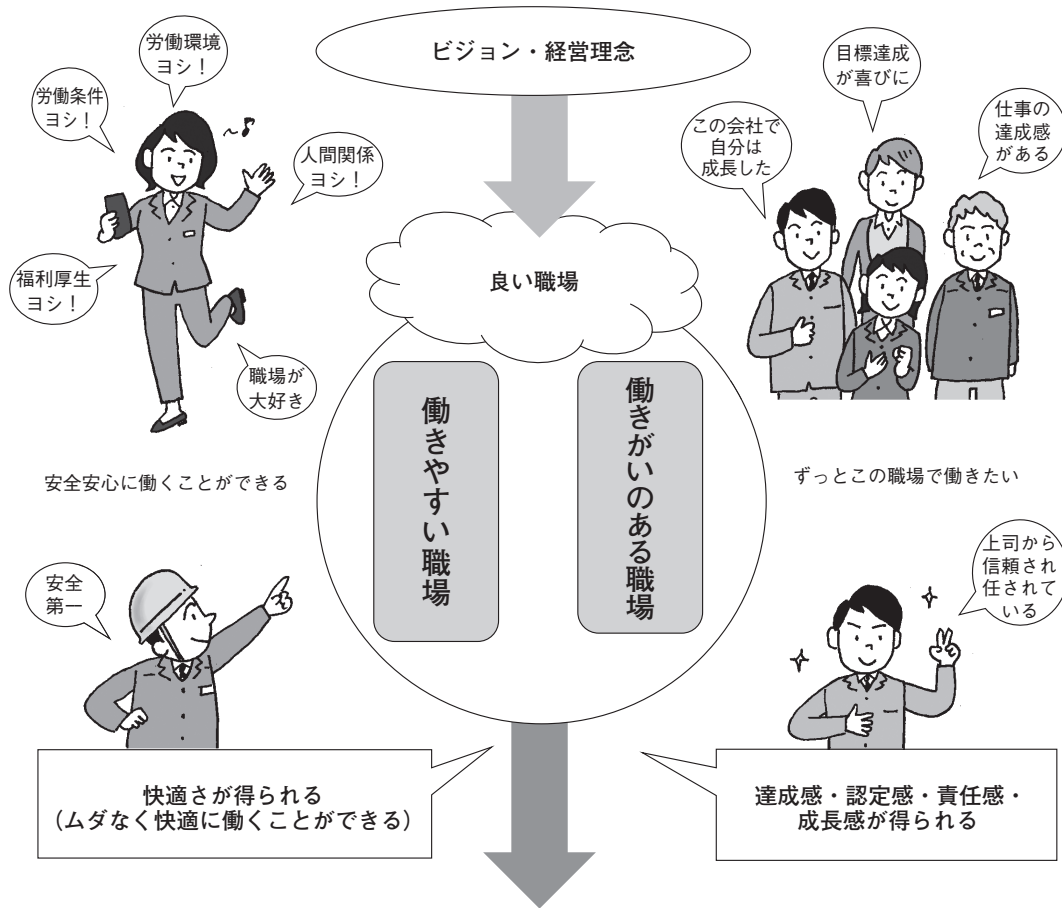 ビジョン・経営理念
労働環境
ヨシ！
労働条件
ヨシ！
人間関係
ヨシ！
福利厚生
ヨシ！
職場が
大好き
目標達成
が喜びに
この会社で
自分は
成長した
仕事の
達成感
がある
良い職場
働きやすい職場
働きがいのある職場
安全安心に働くことができる
ずっとこの職場で働きたい
安全
第一
上司から
信頼され
任されて
いる
快適さが得られる
（ムダなく快適に働くことができる）
達成感・認定感・責任感・
成長感が得られる